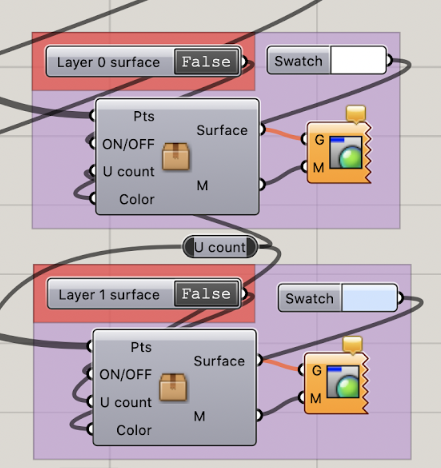 Layer 0 surface False Swatch
Pts
ON/OFF
U count
Color
Surface
M
G
M
U count
Layer 1 surface False Swatch
Pts
ON/OFF
U count
Color
Surface
M
G
M